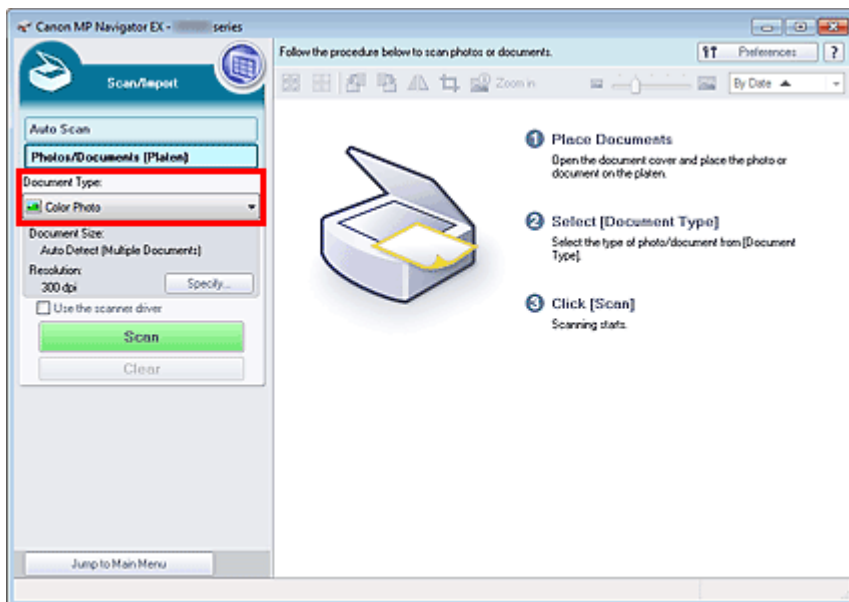 Canon MP Navigator EX - series
Scan/Import
Auto Scan
Photos/Documents (Platen)
Document Type:
Color Photo
Document Size:
Auto Detect (Multiple Documents)
Resolution:
300 dpi
Specify...
Use the scanner driver
Scan
Clear
Jump to Main Menu
Follow the procedure below to scan photos or documents.
Preferences
?
Zoom in
By Date
1 Place Documents
Open the document cover and place the photo or
document on the platen.
2 Select [Document Type]
Select the type of photo/document from [Document
Type].
3 Click [Scan]
Scanning starts.